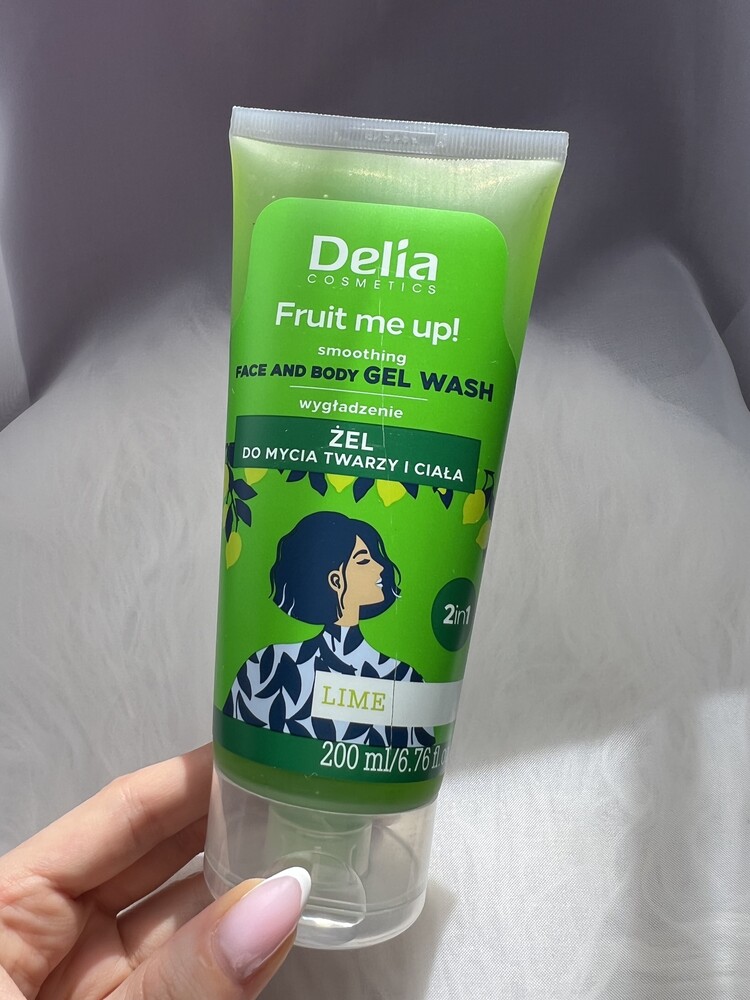 Delia
COSMETICS
Fruit me up!
smoothing
FACE AND BODY GEL WASH
wygładzenie
ŻEL
DO MYCIA TWARZY I CIAŁA
2in1
LIME
200 ml/6.76 fl.